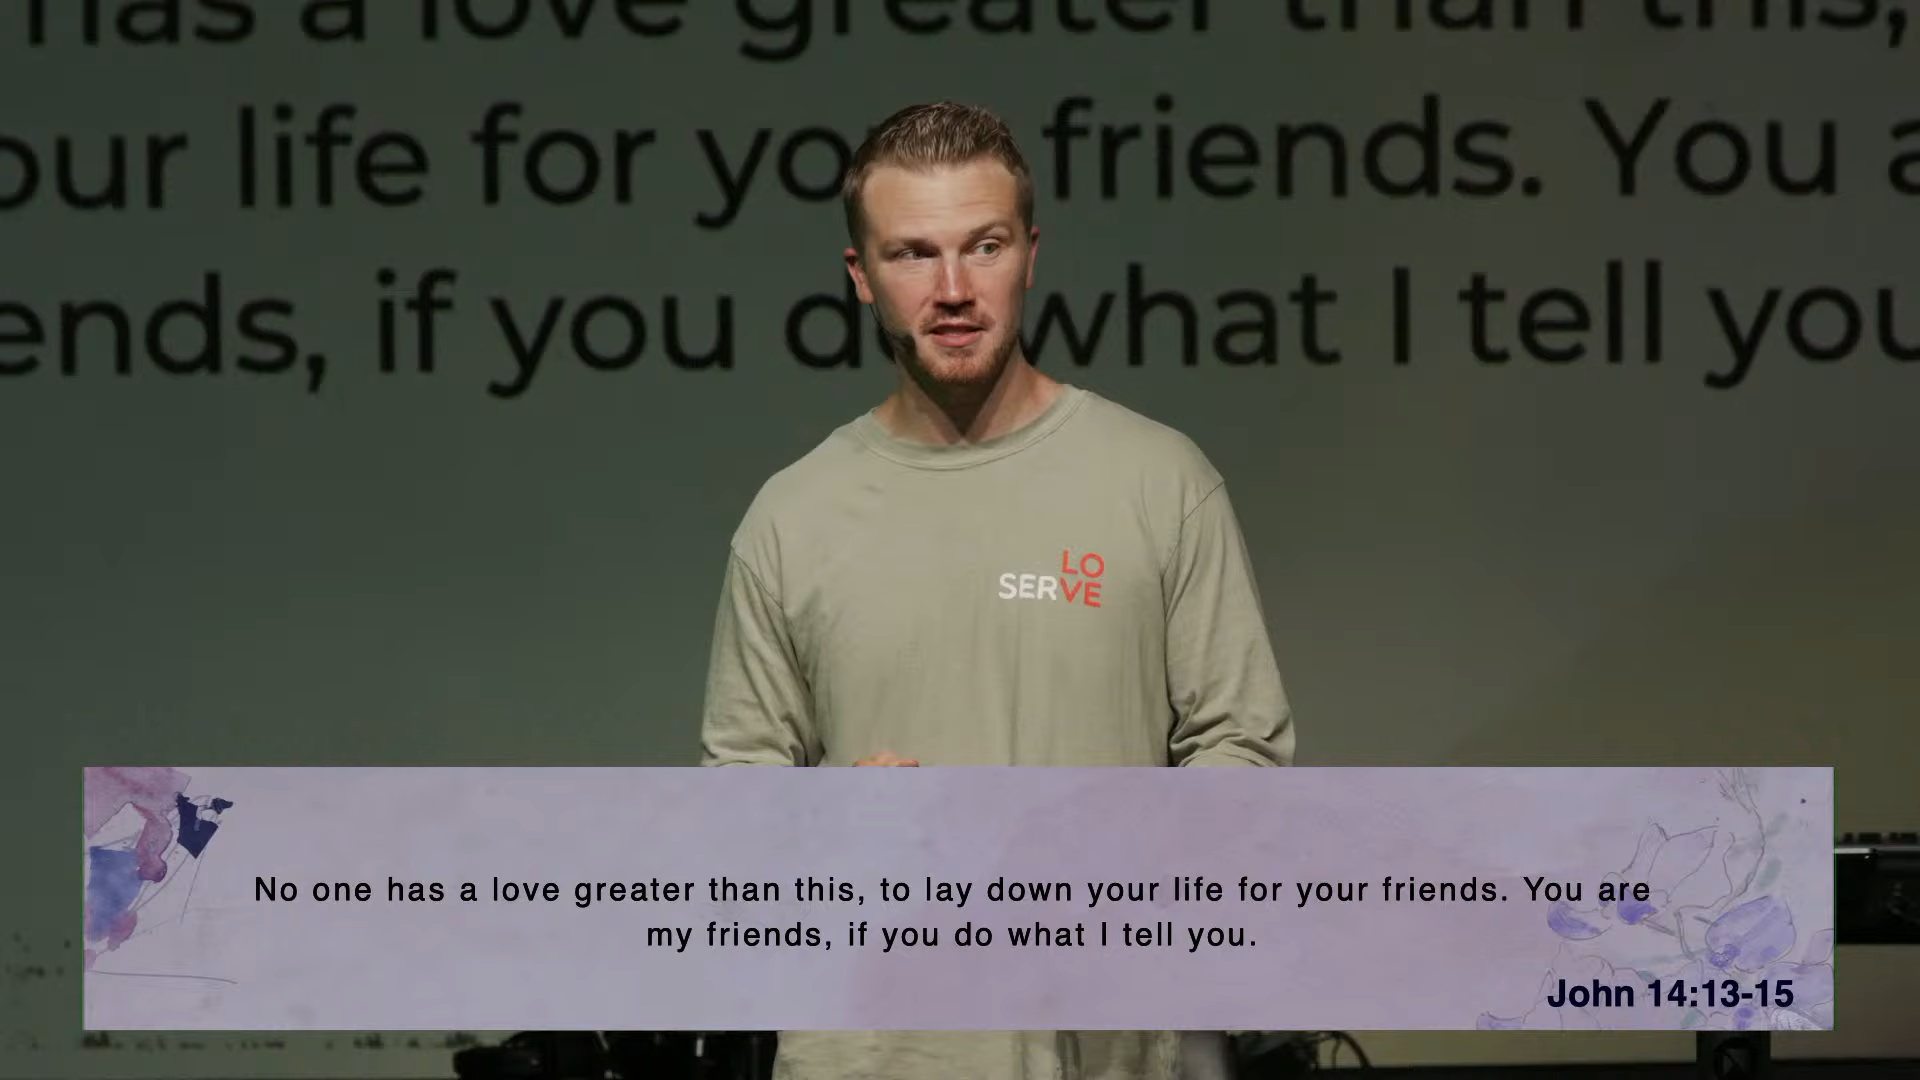 has a love greater than this,
our life for yo friends. You a
ends, if you do what I tell you
LO
SERVE
No one has a love greater than this, to lay down your life for your friends. You are
my friends, if you do what I tell you.
John 14:13-15